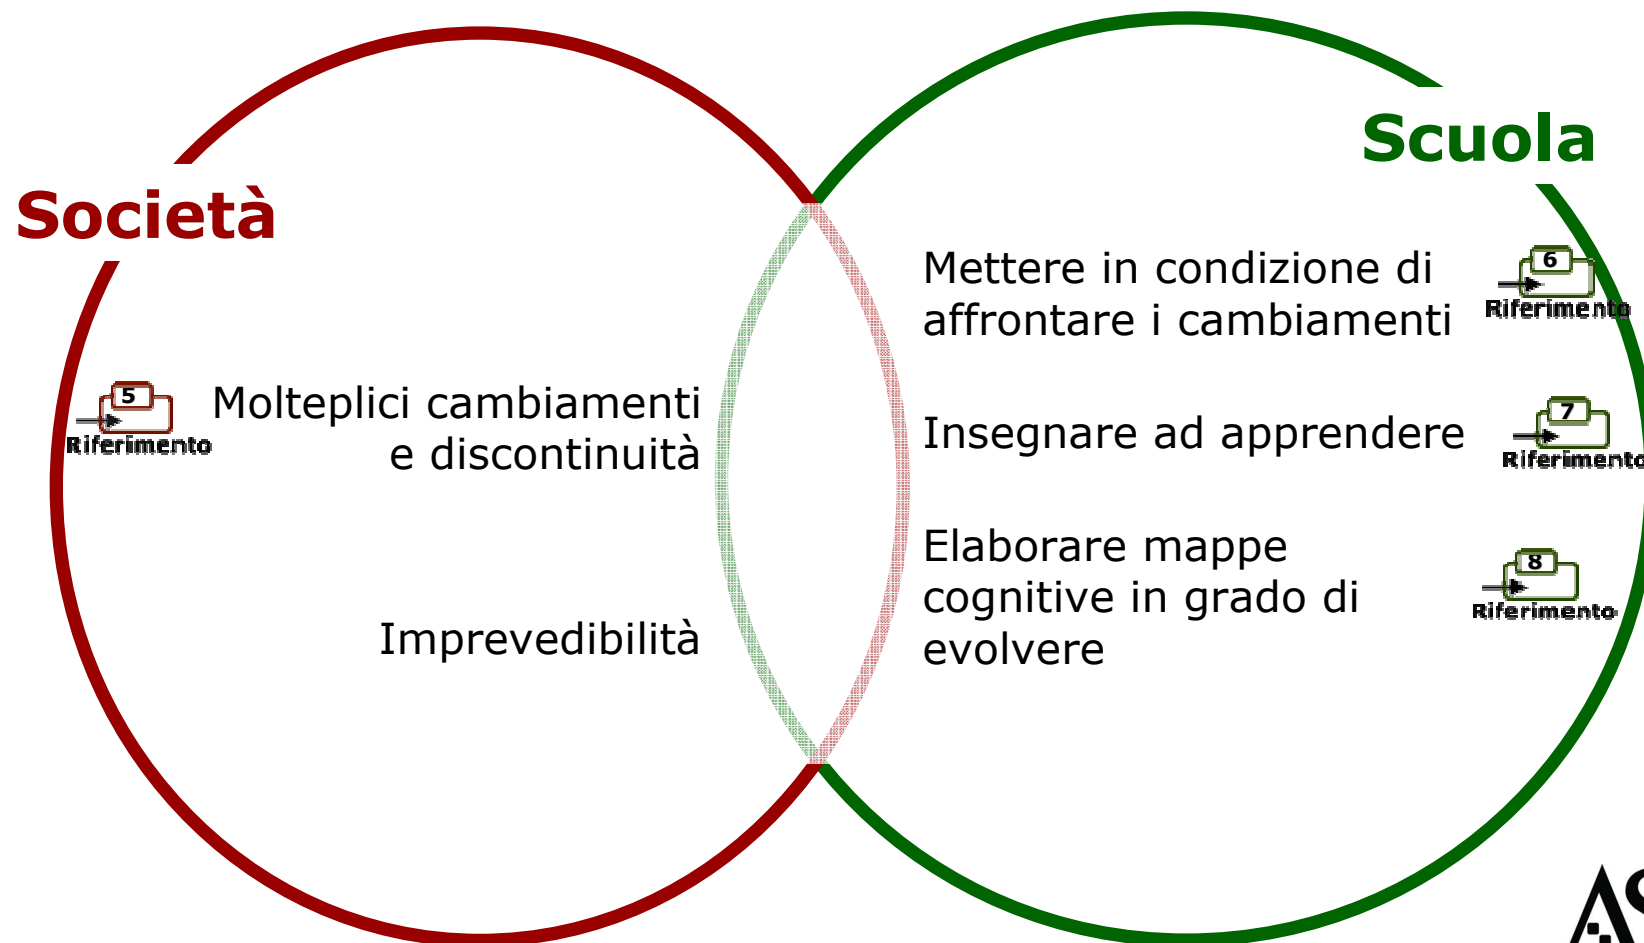 Società
5
Riferimento
Molteplici cambiamenti
e discontinuità
Imprevedibilità
Scuola
Mettere in condizione di
affrontare i cambiamenti
6
Riferimento
Insegnare ad apprendere
7
Riferimento
Elaborare mappe
cognitive in grado di
evolvere
8
Riferimento